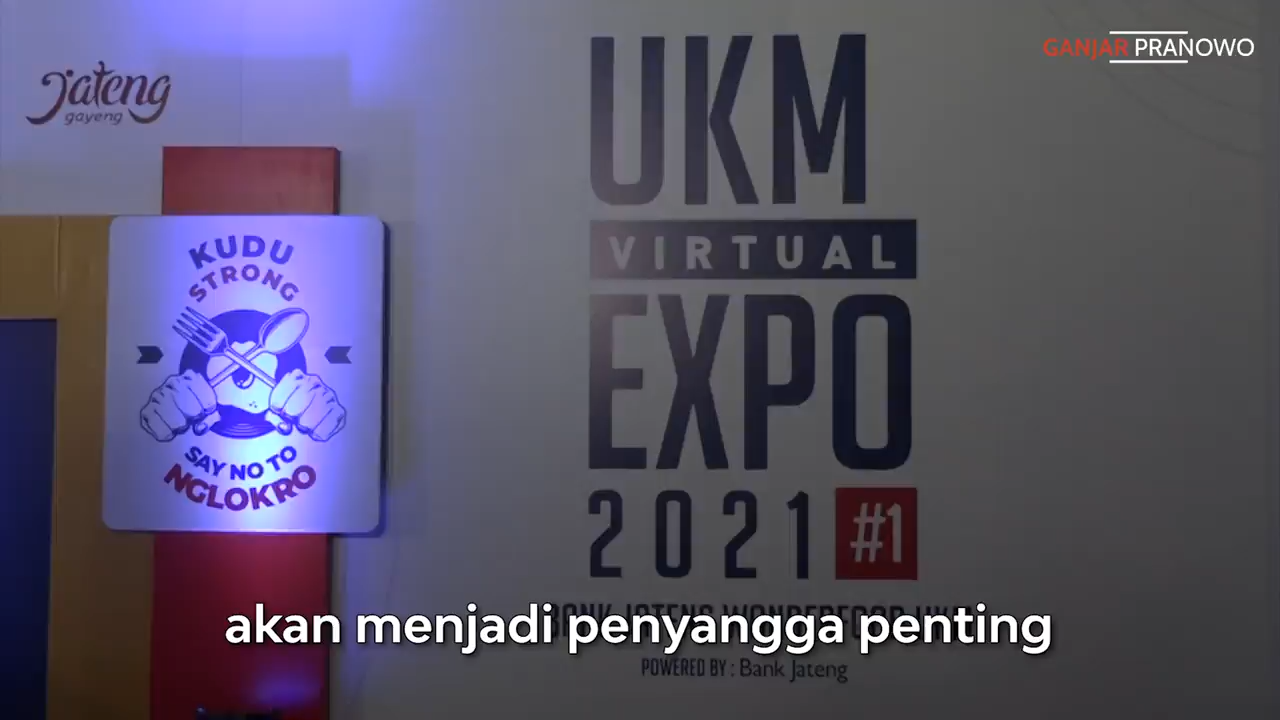 Jateng
gayeng
GANJAR PRANOWO
UKM
VIRTUAL
EXPO
2021 #1
KUDU
STRONG
SAY NO TO
NGLOKRO
akan menjadi penyangga penting
POWERED BY : Bank Jateng